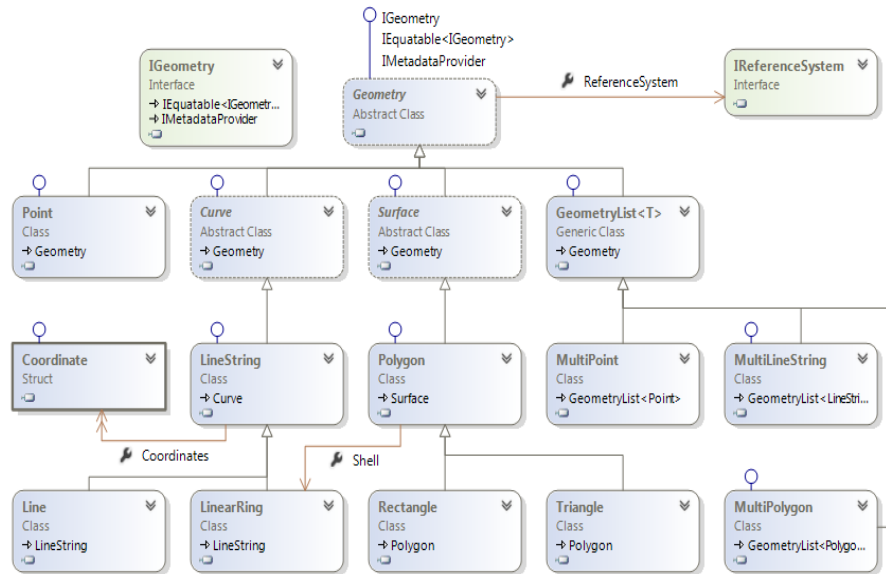 IGeometry
IEquatable<IGeometry>
IMetadataProvider
IGeometry
Interface
IEquatable<IGeometr...
IMetadataProvider
Geometry
Abstract Class
ReferenceSystem
IReferenceSystem
Interface
Point
Class
Geometry
Curve
Abstract Class
Geometry
Surface
Abstract Class
Geometry
GeometryList<T>
Generic Class
Geometry
Coordinate
Struct
LineString
Class
Curve
Polygon
Class
Surface
MultiPoint
Class
GeometryList<Point>
MultiLineString
Class
GeometryList<LineStri...
Coordinates
Shell
Line
Class
LineString
LinearRing
Class
LineString
Rectangle
Class
Polygon
Triangle
Class
Polygon
MultiPolygon
Class
GeometryList<Polygo...